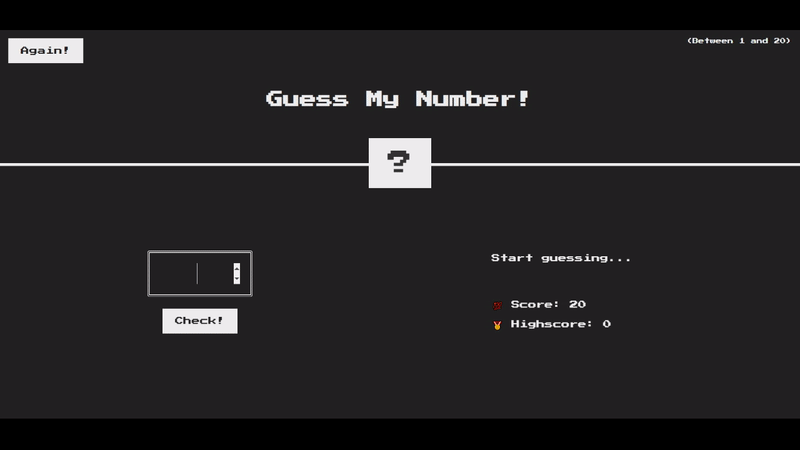 Again!
(Between 1 and 20)
Guess My Number!
?
Start guessing...
Check!
Score: 20
Highscore: 0